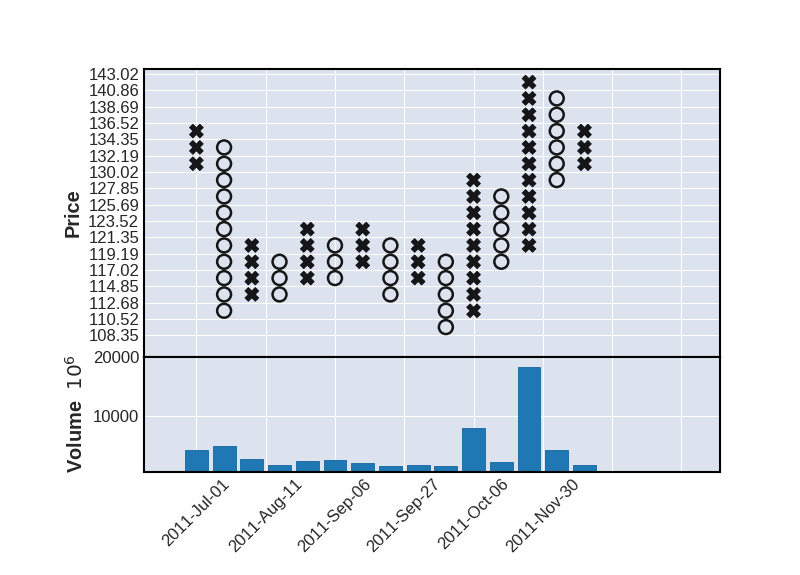 143.02
140.86
138.69
136.52
134.35
132.19
130.02
127.85
125.69
123.52
121.35
119.19
117.02
114.85
112.68
110.52
108.35
Price
20000
10000
Volume 10⁶
2011-Jul-01
2011-Aug-11
2011-Sep-06
2011-Sep-27
2011-Oct-06
2011-Nov-30